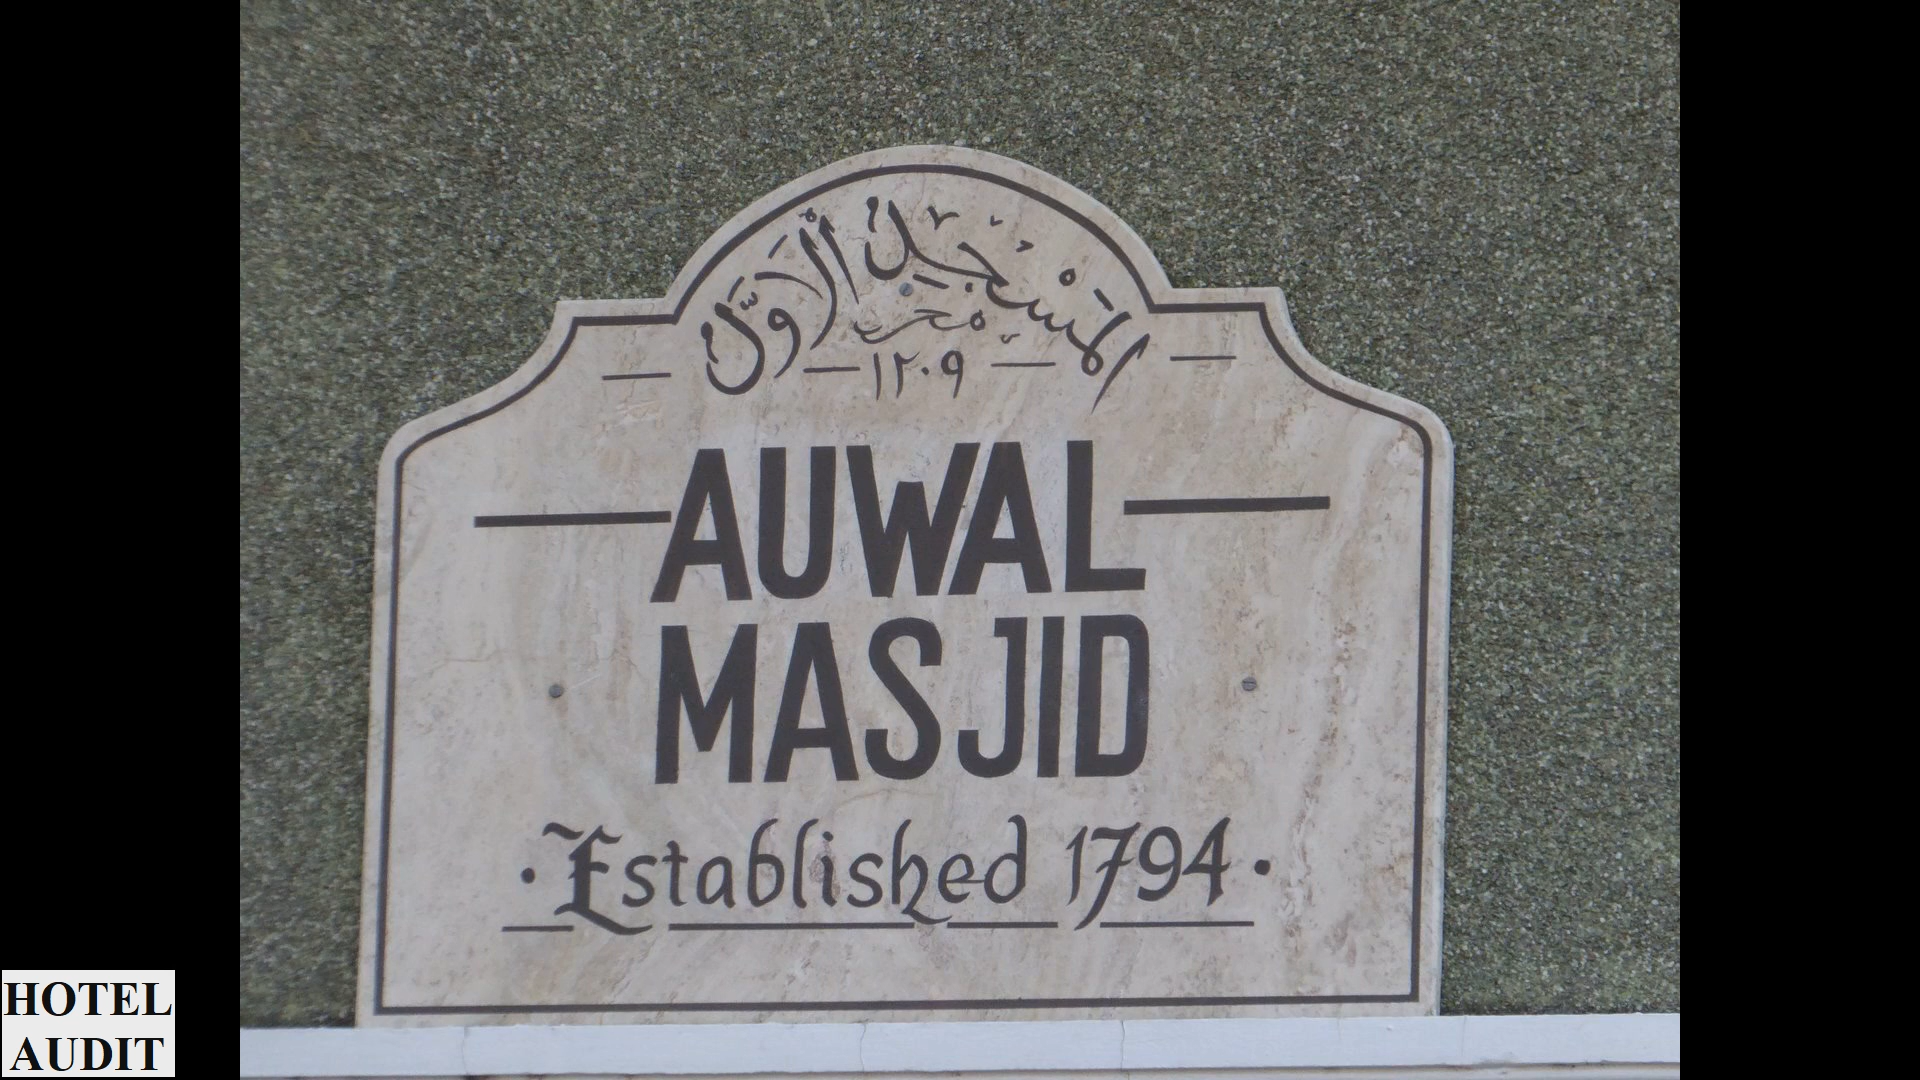 المسجد الأول
١٢٠٩
AUWAL
MASJID
· Established 1794 ·
HOTEL
AUDIT